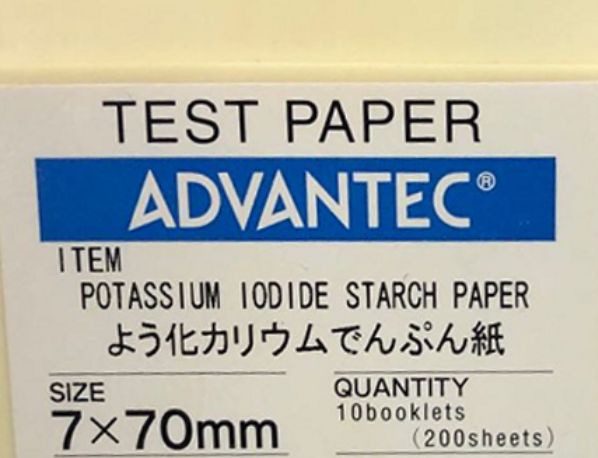 TEST PAPER
ADVANTEC®
ITEM
POTASSIUM IODIDE STARCH PAPER
よう化カリウムでんぷん紙
SIZE
7×70mm
QUANTITY
10booklets
(200sheets)